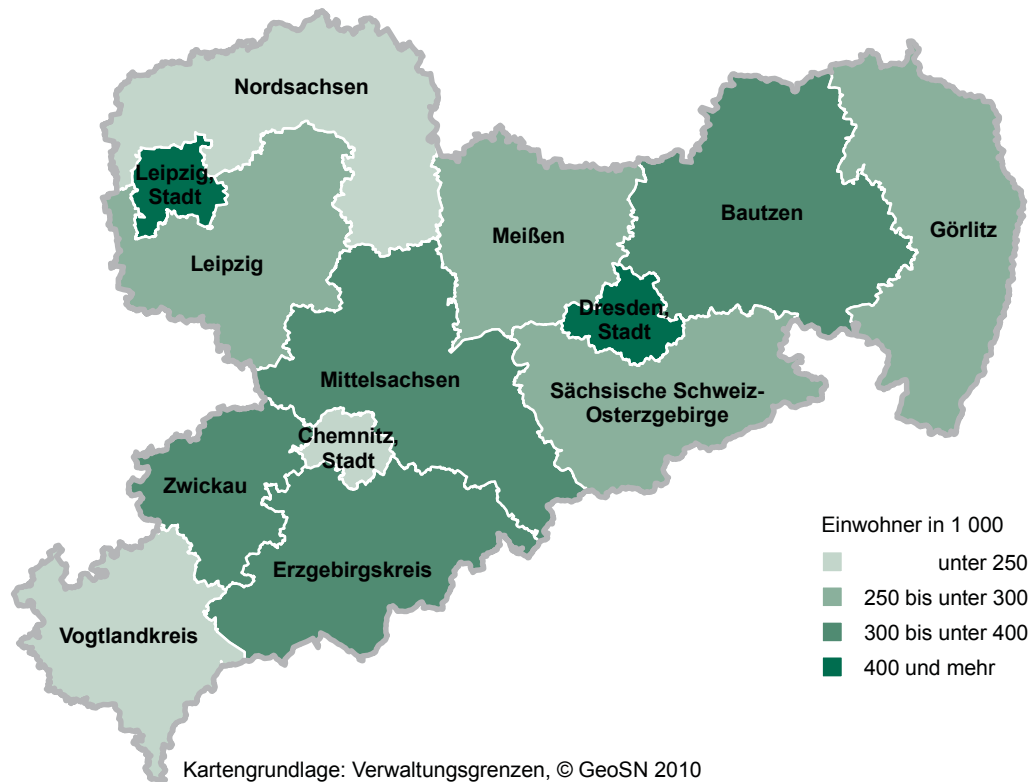 Nordsachsen
Leipzig,
Stadt
Leipzig
Meißen
Bautzen
Görlitz
Dresden,
Stadt
Mittelsachsen
Sächsische Schweiz-
Osterzgebirge
Chemnitz,
Stadt
Zwickau
Erzgebirgskreis
Vogtlandkreis
Einwohner in 1 000
unter 250
250 bis unter 300
300 bis unter 400
400 und mehr
Kartengrundlage: Verwaltungsgrenzen, © GeoSN 2010